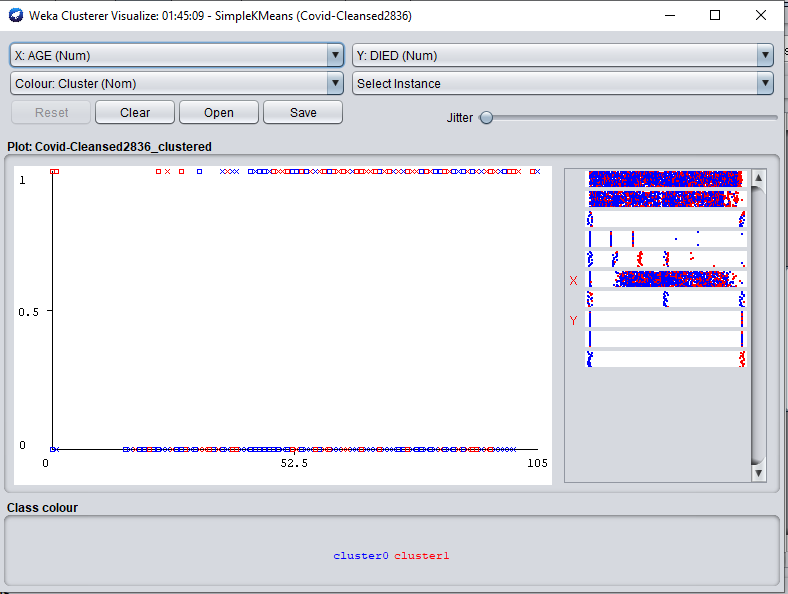 Weka Clusterer Visualize: 01:45:09 - SimpleKMeans (Covid-Cleansed2836)
X: AGE (Num) Y: DIED (Num)
Colour: Cluster (Nom) Select Instance
Reset Clear Open Save Jitter
Plot: Covid-Cleansed2836_clustered
1
0.5
0
0 52.5 105
X
Y
Class colour
cluster0 cluster1